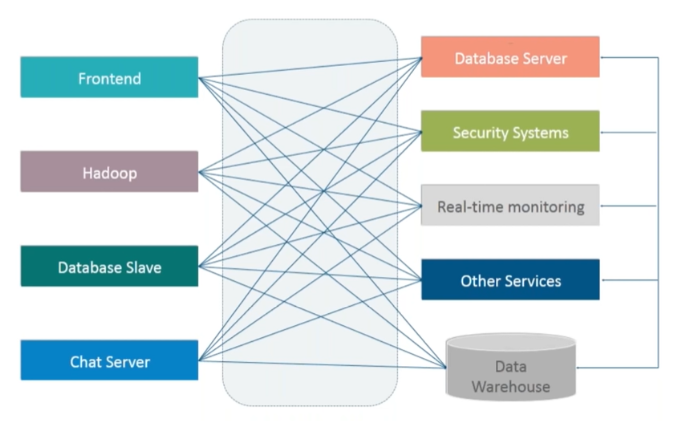 Frontend
Hadoop
Database Slave
Chat Server
Database Server
Security Systems
Real-time monitoring
Other Services
Data
Warehouse